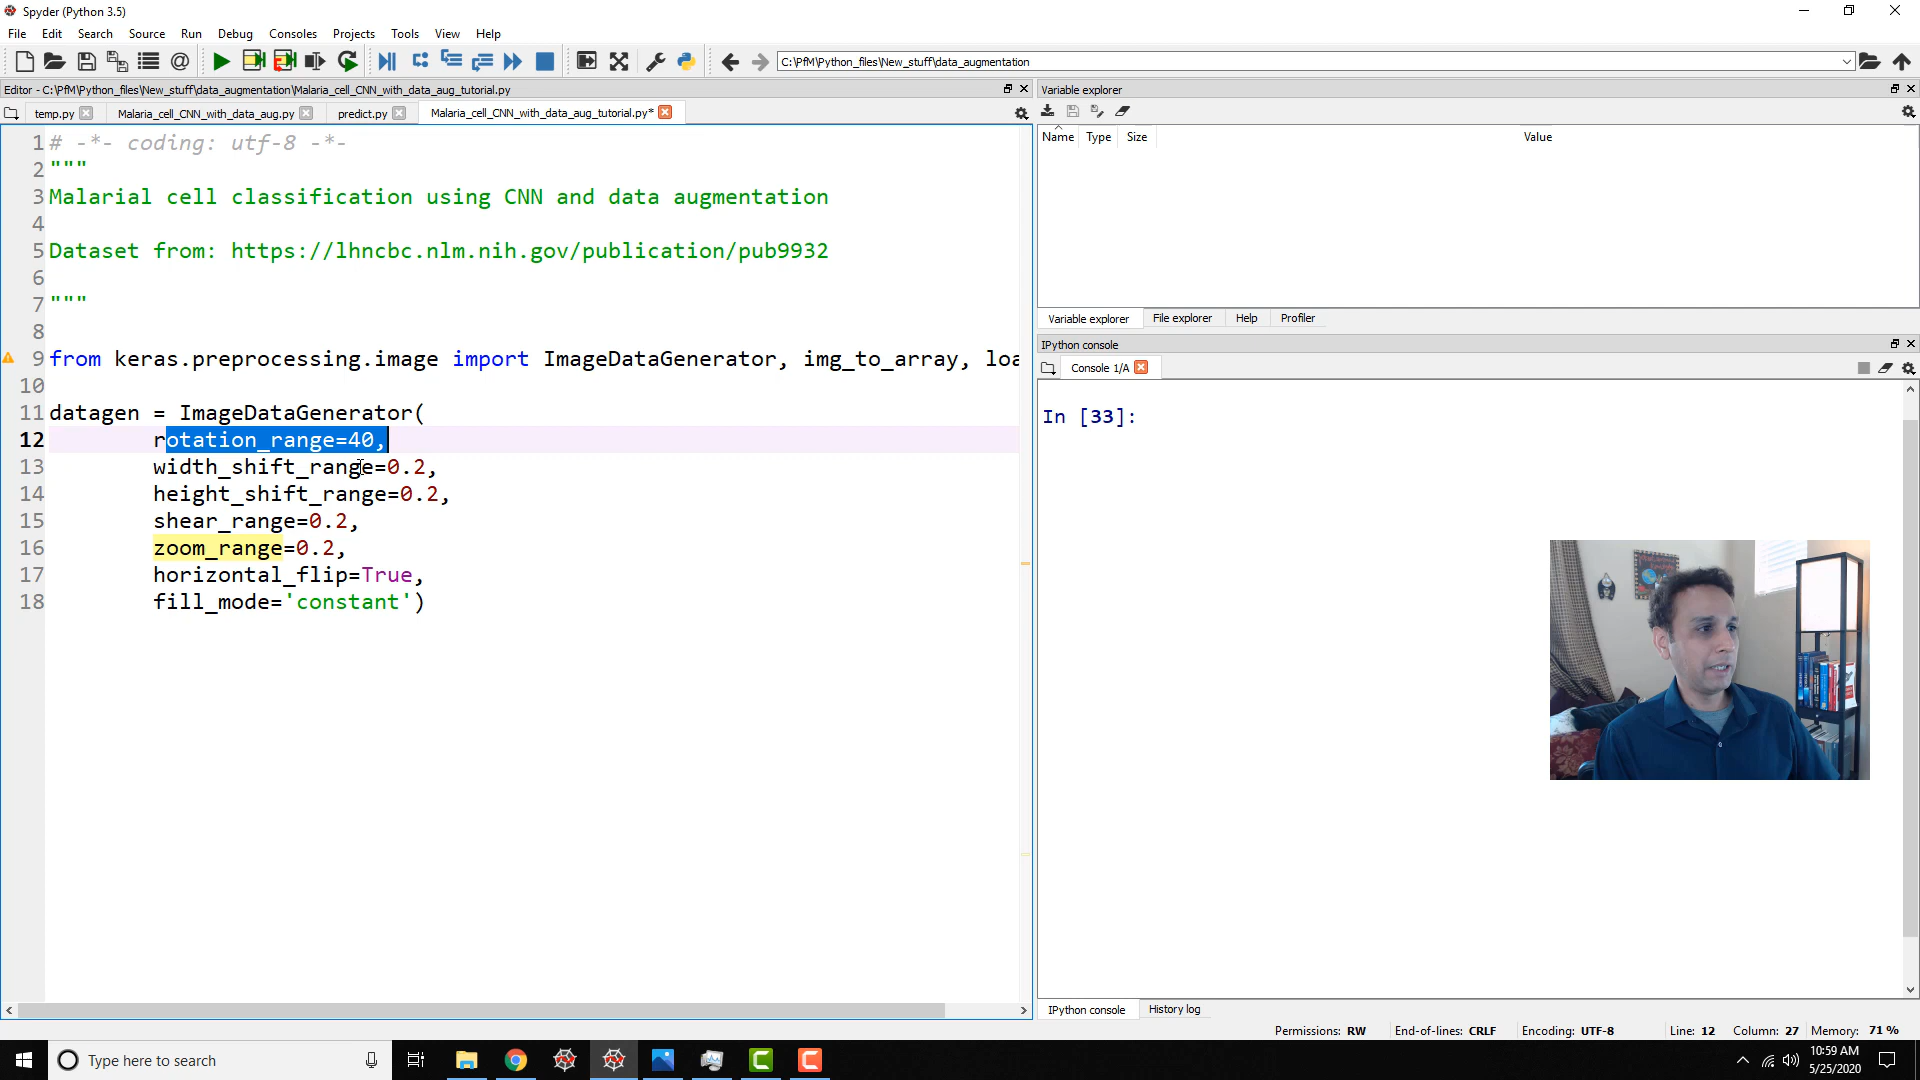 Spyder (Python 3.5)
File Edit Search Source Run Debug Consoles Projects Tools View Help
C:\PfM\Python_files\New_stuff\data_augmentation
Editor - C:\PfM\Python_files\New_stuff\data_augmentation\Malaria_cell_CNN_with_data_aug_tutorial.py
temp.py Malaria_cell_CNN_with_data_aug.py predict.py Malaria_cell_CNN_with_data_aug_tutorial.py*
1 # -*- coding: utf-8 -*-
2 """
3 Malarial cell classification using CNN and data augmentation
4
5 Dataset from: https://lhncbc.nlm.nih.gov/publication/pub9932
6
7 """
8
9 from keras.preprocessing.image import ImageDataGenerator, img_to_array, loa
10
11 datagen = ImageDataGenerator(
12 rotation_range=40,
13 width_shift_range=0.2,
14 height_shift_range=0.2,
15 shear_range=0.2,
16 zoom_range=0.2,
17 horizontal_flip=True,
18 fill_mode='constant')
Variable explorer
Name Type Size Value
Variable explorer File explorer Help Profiler
IPython console
Console 1/A
In [33]:
IPython console History log
Permissions: RW End-of-lines: CRLF Encoding: UTF-8 Line: 12 Column: 27 Memory: 71 %
Type here to search
10:59 AM
5/25/2020